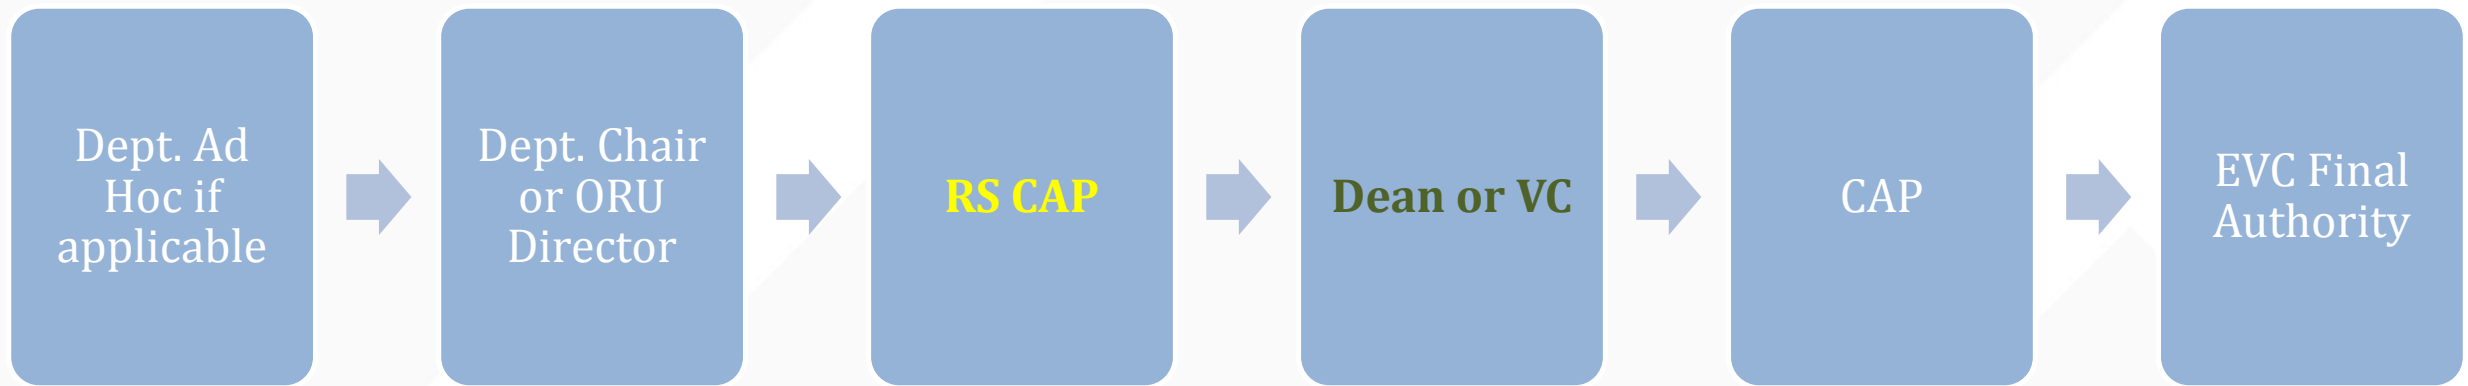 Dept. Ad
Hoc if
applicable
Dept. Chair
or ORU
Director
RS CAP
Dean or VC
CAP
EVC Final
Authority